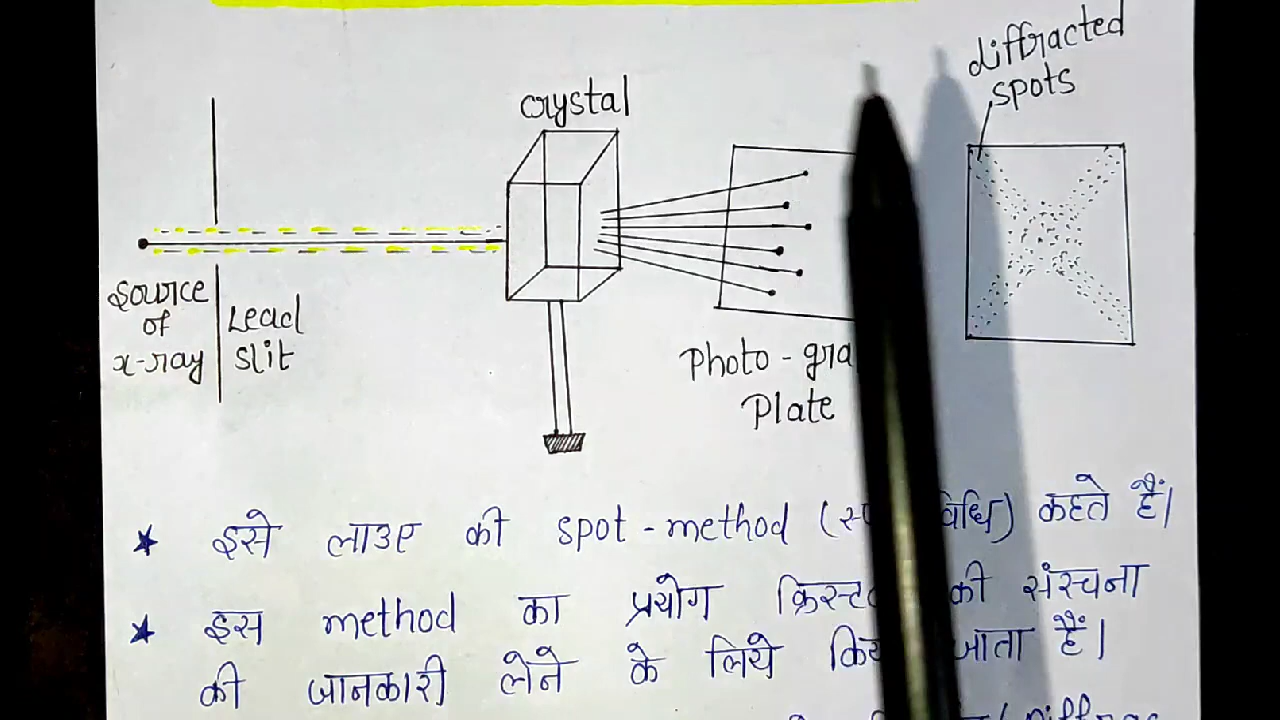 Crystal
diffracted
spots
Source
of
x-ray
Lead
slit
Photo-gra
Plate
★ इसे लाउए की spot-method (स्प विधि) कहते हैं।
★ इस method का प्रयोग की संरचना
की जानकारी लेने के लिये जाता है।